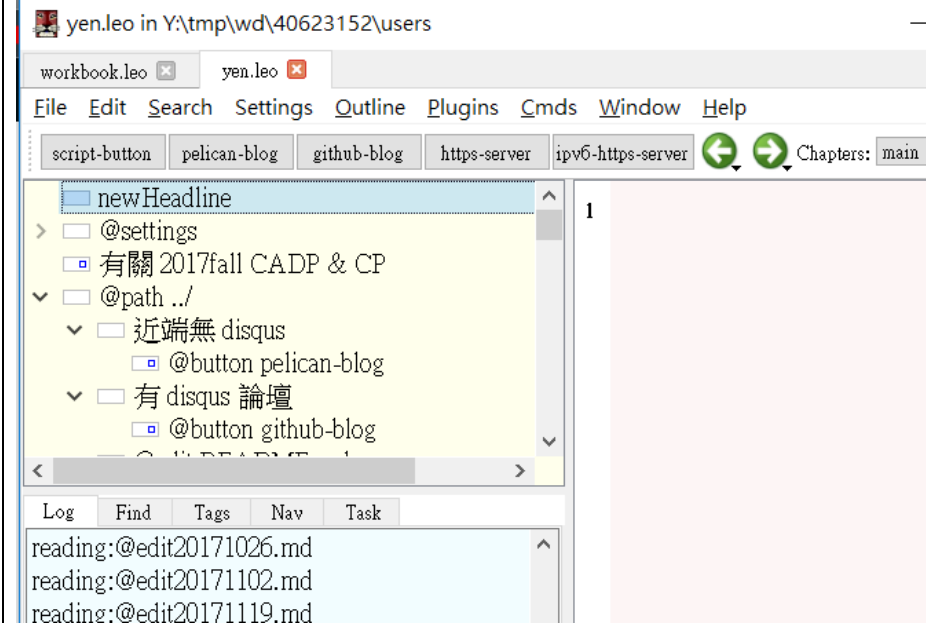 yen.leo in Y:\tmp\wd\40623152\users
workbook.leo yen.leo
File Edit Search Settings Outline Plugins Cmds Window Help
script-button pelican-blog github-blog https-server ipv6-https-server Chapters: main
newHeadline
@settings
有關 2017fall CADP & CP
@path ../
近端無 disqus
@button pelican-blog
有 disqus 論壇
@button github-blog
1
Log Find Tags Nav Task
reading:@edit20171026.md
reading:@edit20171102.md
reading:@edit20171119.md